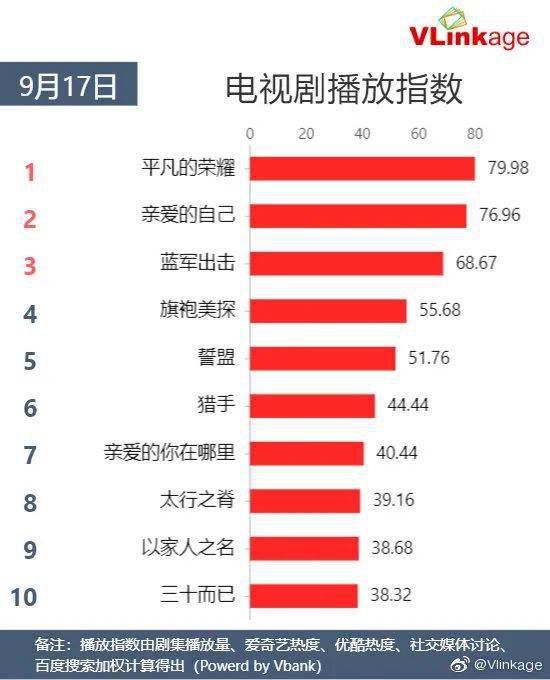 VLinkage
9月17日
电视剧播放指数
0 20 40 60 80
1 平凡的荣耀 79.98
2 亲爱的自己 76.96
3 蓝军出击 68.67
4 旗袍美探 55.68
5 誓盟 51.76
6 猎手 44.44
7 亲爱的你在哪里 40.44
8 太行之脊 39.16
9 以家人之名 38.68
10 三十而已 38.32
备注：播放指数由剧集播放量、爱奇艺热度、优酷热度、社交媒体讨论、
百度搜索加权计算得出（Powerd by Vbank）
@Vlinkage